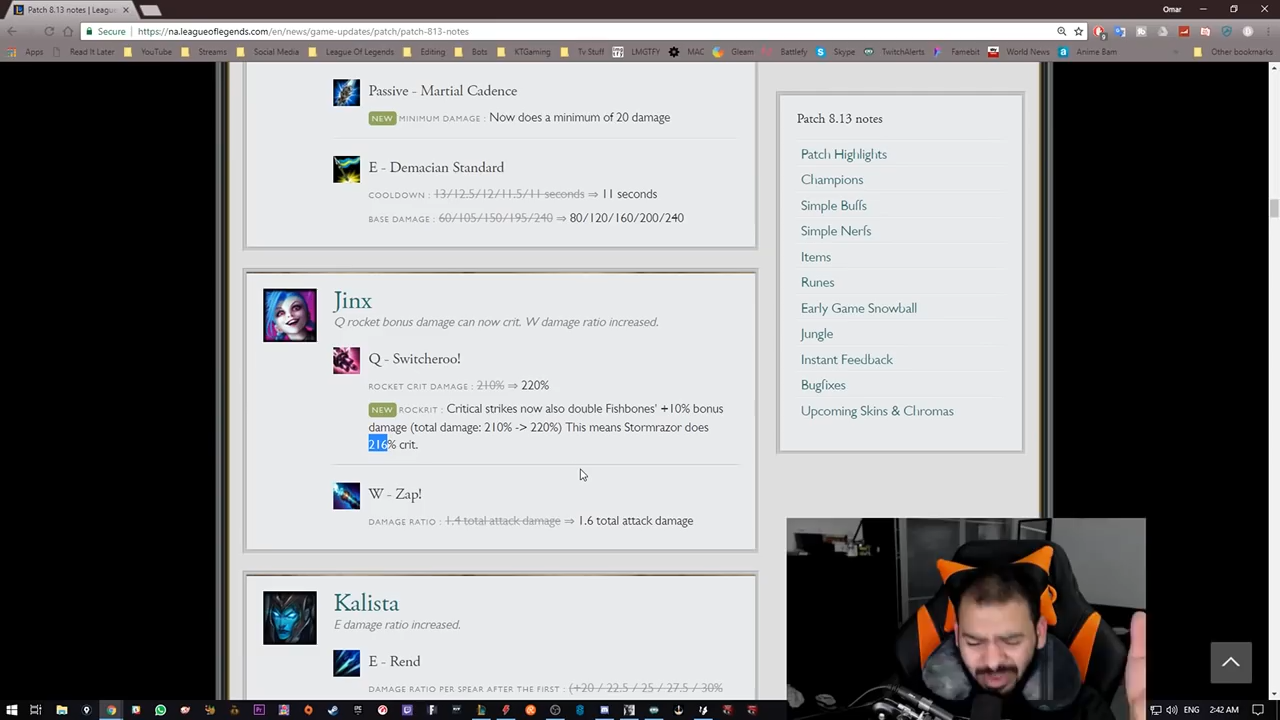 Patch 8.13 notes | Leagu
Omar
Secure
https://na.leagueoflegends.com/en/news/game-updates/patch/patch-813-notes
Apps
Read It Later
YouTube
Streams
Social Media
League Of Legends
Editing
Bots
KTGaming
Tv Stuff
LMGTFY
MAC
Gleam
Battlefy
Skype
TwitchAlerts
Famebit
World News
Anime Bam
Other bookmarks
Passive - Martial Cadence
NEW MINIMUM DAMAGE : Now does a minimum of 20 damage
E - Demacian Standard
COOLDOWN : 13/12.5/12/11.5/11 seconds ⇒ 11 seconds
BASE DAMAGE : 60/105/150/195/240 ⇒ 80/120/160/200/240
Jinx
Q rocket bonus damage can now crit. W damage ratio increased.
Q - Switcheroo!
ROCKET CRIT DAMAGE : 210% ⇒ 220%
NEW ROCKRIT : Critical strikes now also double Fishbones' +10% bonus
damage (total damage: 210% -> 220%) This means Stormrazor does
216% crit.
W - Zap!
DAMAGE RATIO : 1.4 total attack damage ⇒ 1.6 total attack damage
Kalista
E damage ratio increased.
E - Rend
DAMAGE RATIO PER SPEAR AFTER THE FIRST : (+20 / 22.5 / 25 / 27.5 / 30%
Patch 8.13 notes
Patch Highlights
Champions
Simple Buffs
Simple Nerfs
Items
Runes
Early Game Snowball
Jungle
Instant Feedback
Bugfixes
Upcoming Skins & Chromas
ENG
2:42 AM